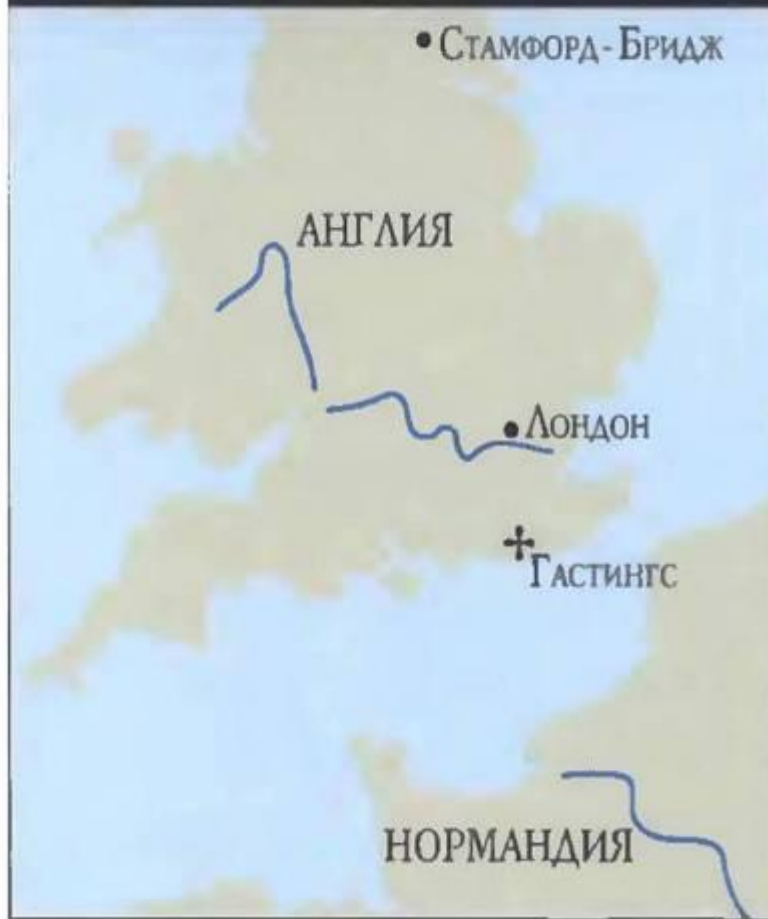 Стамфорд-Бридж
АНГЛИЯ
Лондон
Гастингс
НОРМАНДИЯ